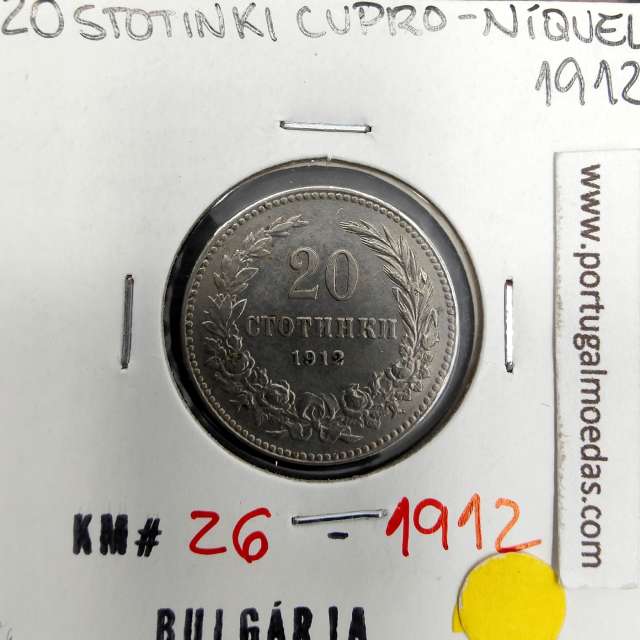 20 STOTINKI CUPRO-NÍQUEL
1912
20
СТОТИНКИ
1912
www.portugalmoedas.com
KM# 26 - 1912
BULGÁRIA